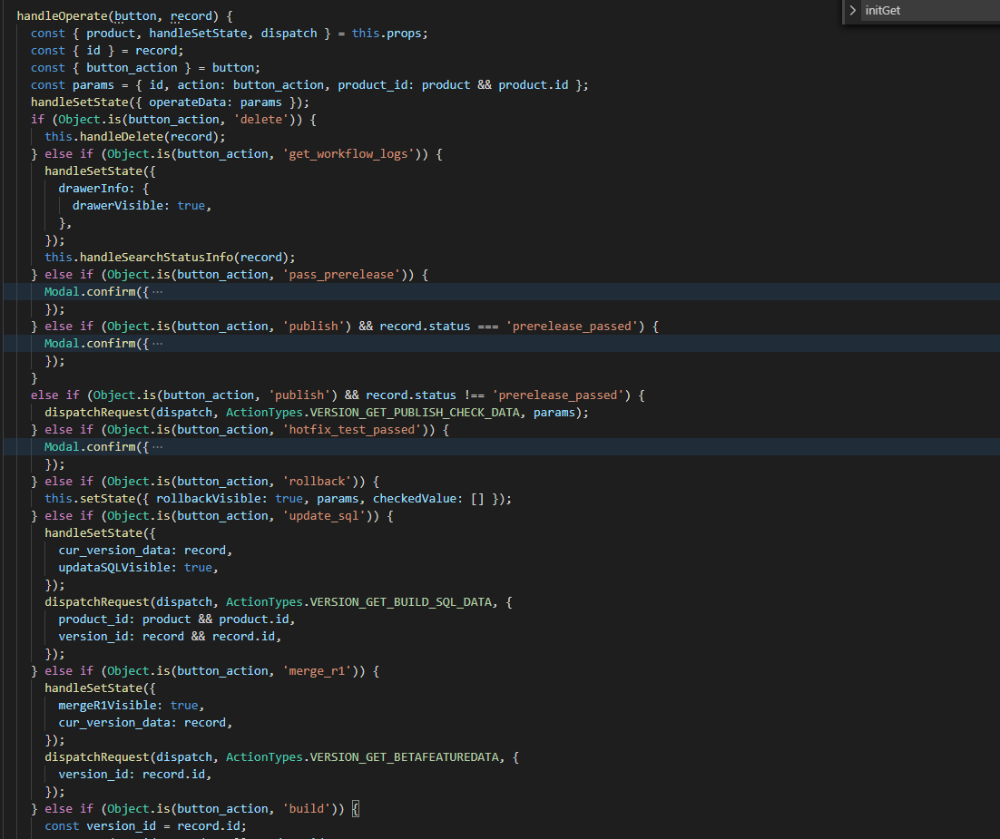 handleOperate(button, record) {
const { product, handleSetState, dispatch } = this.props;
const { id } = record;
const { button_action } = button;
const params = { id, action: button_action, product_id: product && product.id };
handleSetState({ operateData: params });
if (Object.is(button_action, 'delete')) {
this.handleDelete(record);
} else if (Object.is(button_action, 'get_workflow_logs')) {
handleSetState({
drawerInfo: {
drawerVisible: true,
},
});
this.handleSearchStatusInfo(record);
} else if (Object.is(button_action, 'pass_prerelease')) {
Modal.confirm({ ···
});
} else if (Object.is(button_action, 'publish') && record.status === 'prerelease_passed') {
Modal.confirm({ ···
});
}
else if (Object.is(button_action, 'publish') && record.status !== 'prerelease_passed') {
dispatchRequest(dispatch, ActionTypes.VERSION_GET_PUBLISH_CHECK_DATA, params);
} else if (Object.is(button_action, 'hotfix_test_passed')) {
Modal.confirm({ ···
});
} else if (Object.is(button_action, 'rollback')) {
this.setState({ rollbackVisible: true, params, checkedValue: [] });
} else if (Object.is(button_action, 'update_sql')) {
handleSetState({
cur_version_data: record,
updataSQLVisible: true,
});
dispatchRequest(dispatch, ActionTypes.VERSION_GET_BUILD_SQL_DATA, {
product_id: product && product.id,
version_id: record && record.id,
});
} else if (Object.is(button_action, 'merge_r1')) {
handleSetState({
mergeR1Visible: true,
cur_version_data: record,
});
dispatchRequest(dispatch, ActionTypes.VERSION_GET_BETAFEATUREDATA, {
version_id: record.id,
});
} else if (Object.is(button_action, 'build')) {
const version_id = record.id;
initGet